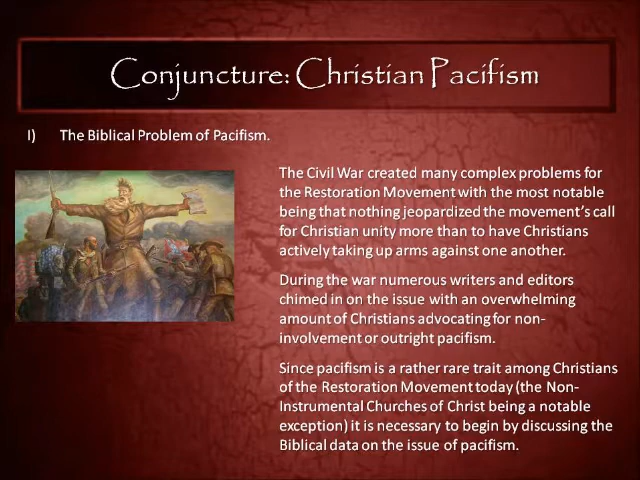 Conjuncture: Christian Pacifism
I) The Biblical Problem of Pacifism.
The Civil War created many complex problems for
the Restoration Movement with the most notable
being that nothing jeopardized the movement's call
for Christian unity more than to have Christians
actively taking up arms against one another.
During the war numerous writers and editors
chimed in on the issue with an overwhelming
amount of Christians advocating for non-
involvement or outright pacifism.
Since pacifism is a rather rare trait among Christians
of the Restoration Movement today (the Non-
Instrumental Churches of Christ being a notable
exception) it is necessary to begin by discussing the
Biblical data on the issue of pacifism.